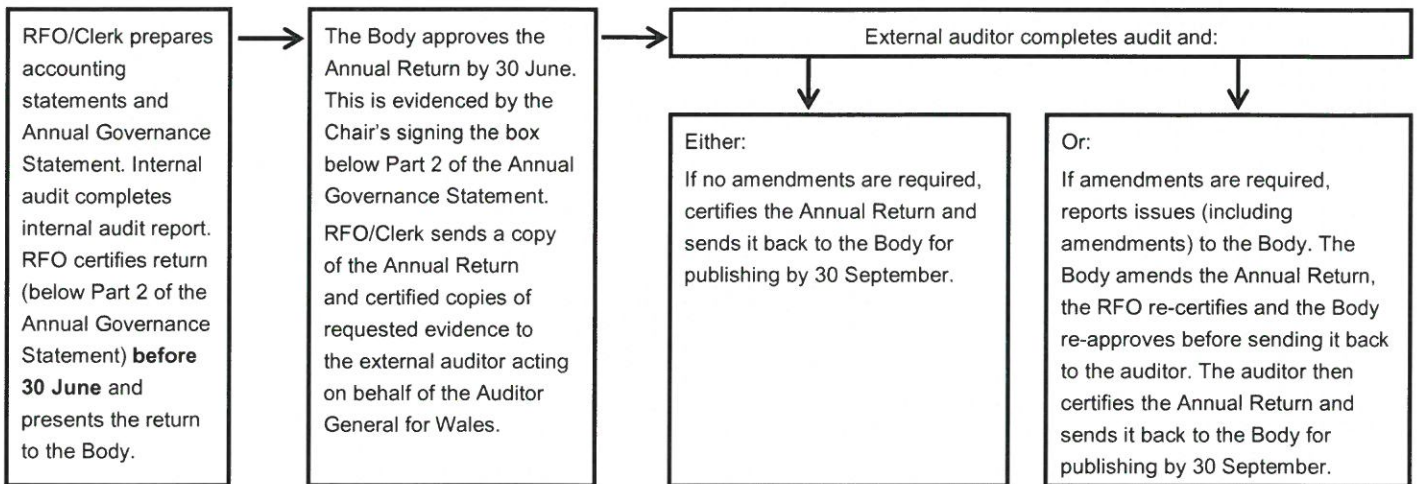 RFO/Clerk prepares
accounting
statements and
Annual Governance
Statement. Internal
audit completes
internal audit report.
RFO certifies return
(below Part 2 of the
Annual Governance
Statement) before
30 June and
presents the return
to the Body.
The Body approves the
Annual Return by 30 June.
This is evidenced by the
Chair's signing the box
below Part 2 of the Annual
Governance Statement.
RFO/Clerk sends a copy
of the Annual Return
and certified copies of
requested evidence to
the external auditor acting
on behalf of the Auditor
General for Wales.
External auditor completes audit and:
Either:
If no amendments are required,
certifies the Annual Return and
sends it back to the Body for
publishing by 30 September.
Or:
If amendments are required,
reports issues (including
amendments) to the Body. The
Body amends the Annual Return,
the RFO re-certifies and the Body
re-approves before sending it back
to the auditor. The auditor then
certifies the Annual Return and
sends it back to the Body for
publishing by 30 September.